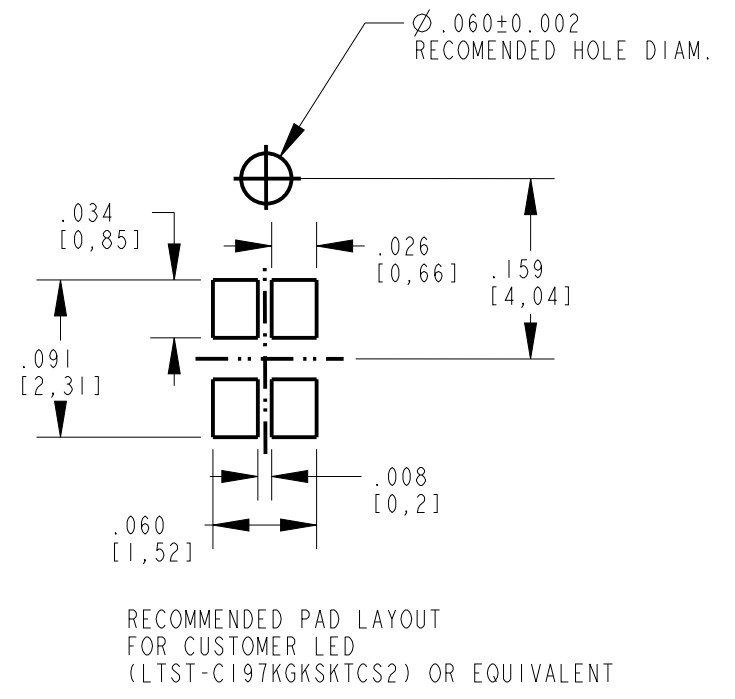 Ø.060±0.002
RECOMENDED HOLE DIAM.
.034
[0,85]
.026
[0,66]
.159
[4,04]
.091
[2,31]
.008
[0,2]
.060
[1,52]
RECOMMENDED PAD LAYOUT
FOR CUSTOMER LED
(LTST-C197KGKSKTCS2) OR EQUIVALENT